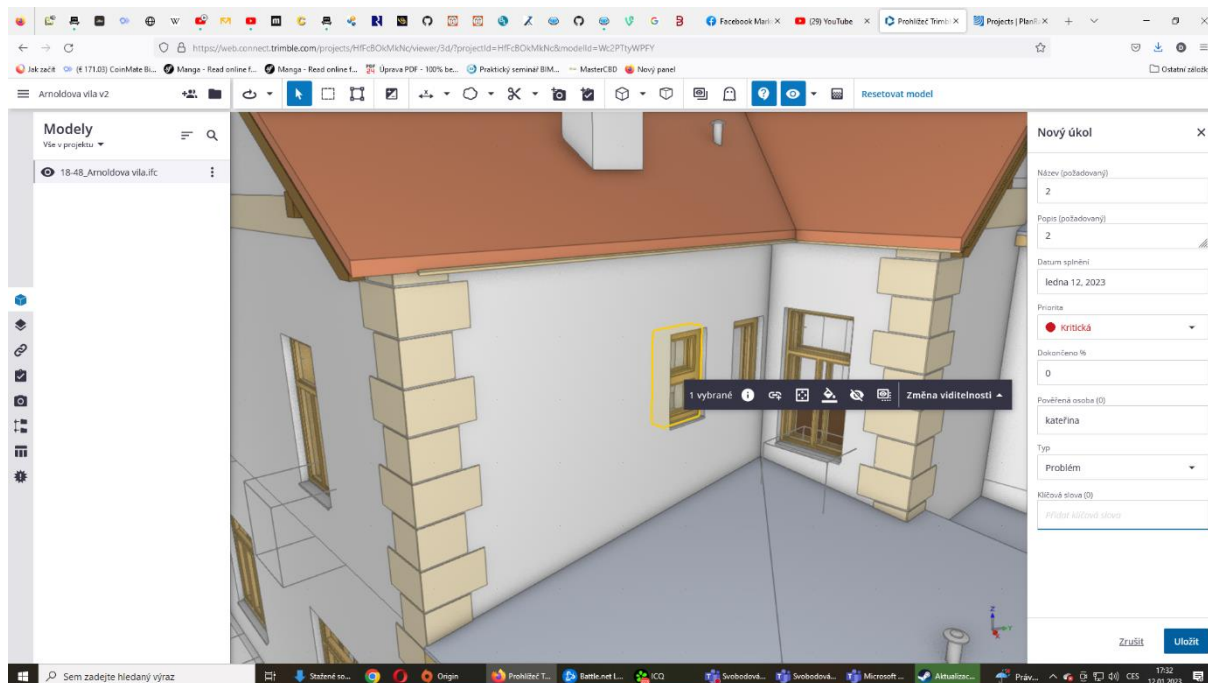 Facebook Mark
(29) YouTube
Prohlížeč Trimb
Projects | PlanR
https://web.connect.trimble.com/projects/HfFcBOkMkNc/viewer/3d/?projectId=HfFcBOkMkNc&modelId=Wc2PTtyWPFY
Jak začít
(€ 171.03) CoinMate Bi...
Manga - Read online f...
Manga - Read online f...
Úprava PDF - 100% be...
Praktický seminář BIM...
MasterCBD
Nový panel
Ostatní záložky
Arnoldova vila v2
Resetovat model
Modely
Vše v projektu
18-48_Arnoldova vila.ifc
1 vybrané
Změna viditelnosti
Nový úkol
Název (požadovaný)
2
Popis (požadovaný)
2
Datum splnění
ledna 12, 2023
Priorita
Kritická
Dokončeno %
0
Pověřená osoba (0)
kateřina
Typ
Problém
Klíčová slova (0)
Přidat klíčová slova
Zrušit
Uložit
Z
Sem zadejte hledaný výraz
Stažené so...
Origin
Prohlížeč T...
Battle.net L...
ICQ
Svobodová...
Svobodová...
Microsoft ...
Aktualizac...
Práv...
CES
17:32
12.01.2023